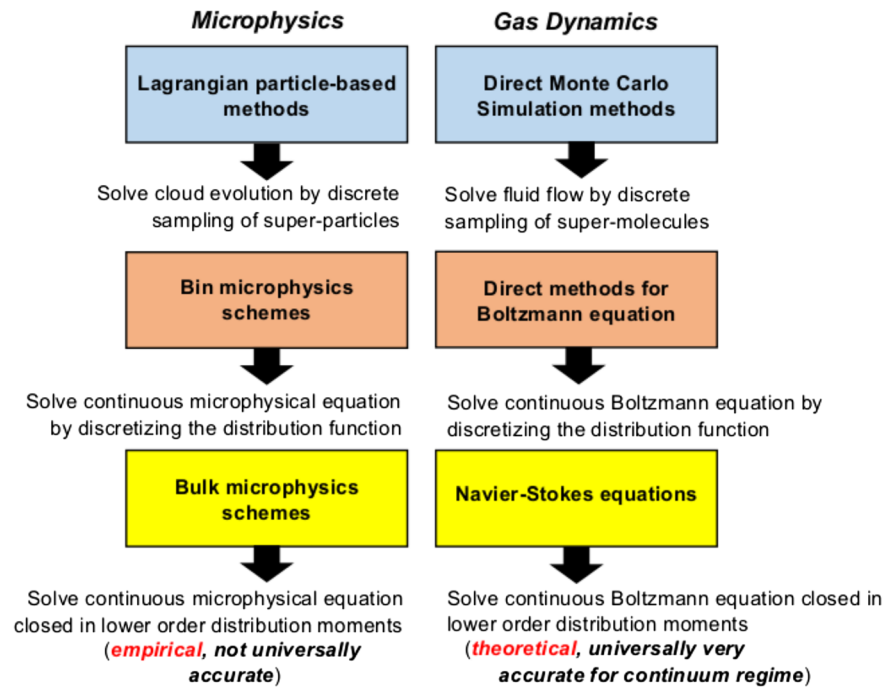 Microphysics
Lagrangian particle-based
methods
Solve cloud evolution by discrete
sampling of super-particles
Bin microphysics
schemes
Solve continuous microphysical equation
by discretizing the distribution function
Bulk microphysics
schemes
Solve continuous microphysical equation
closed in lower order distribution moments
(empirical, not universally
accurate)
Gas Dynamics
Direct Monte Carlo
Simulation methods
Solve fluid flow by discrete
sampling of super-molecules
Direct methods for
Boltzmann equation
Solve continuous Boltzmann equation by
discretizing the distribution function
Navier-Stokes equations
Solve continuous Boltzmann equation closed in
lower order distribution moments
(theoretical, universally very
accurate for continuum regime)